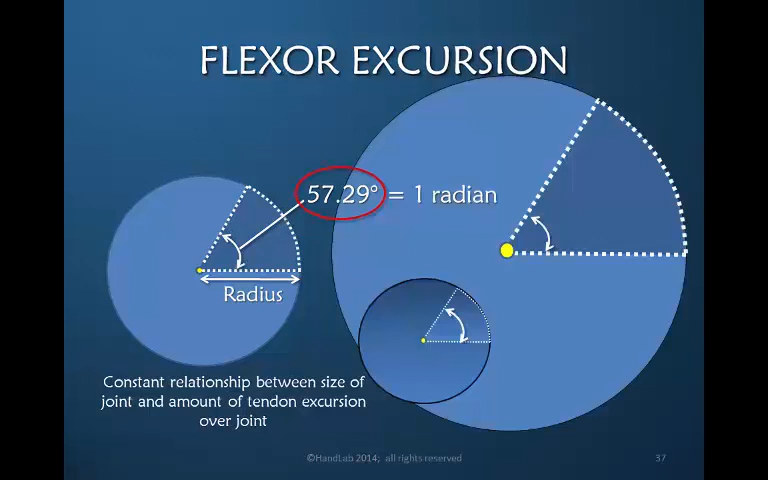 FLEXOR EXCURSION
57.29° = 1 radian
Radius
Constant relationship between size of
joint and amount of tendon excursion
over joint
©HandLab 2014; all rights reserved
37